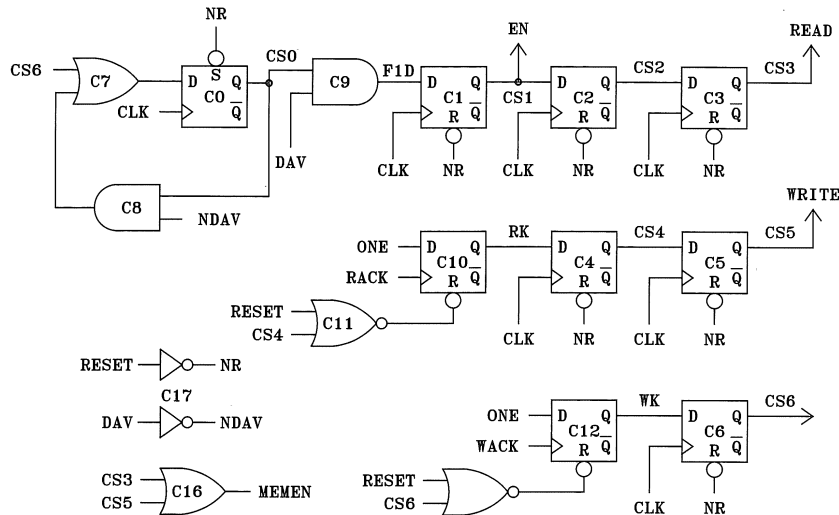 NR
READ
EN
CS0
CS6
C7
D S Q
C0 Q
CLK
C9
F1D
D Q
C1
R Q
CS1
D Q
C2
R Q
CS2
D Q
C3
R Q
CS3
DAV
CLK
NR
CLK
NR
CLK
NR
C8
NDAV
WRITE
ONE
RACK
D Q
C10 Q
R
RK
D Q
C4
R Q
CS4
D Q
C5
R Q
CS5
RESET
CS4
C11
CLK
NR
CLK
NR
RESET
NR
C17
DAV
NDAV
ONE
WACK
D Q
C12 Q
R
WK
D Q
C6
R Q
CS6
CS3
CS5
C16
MEMEN
RESET
CS6
CLK
NR